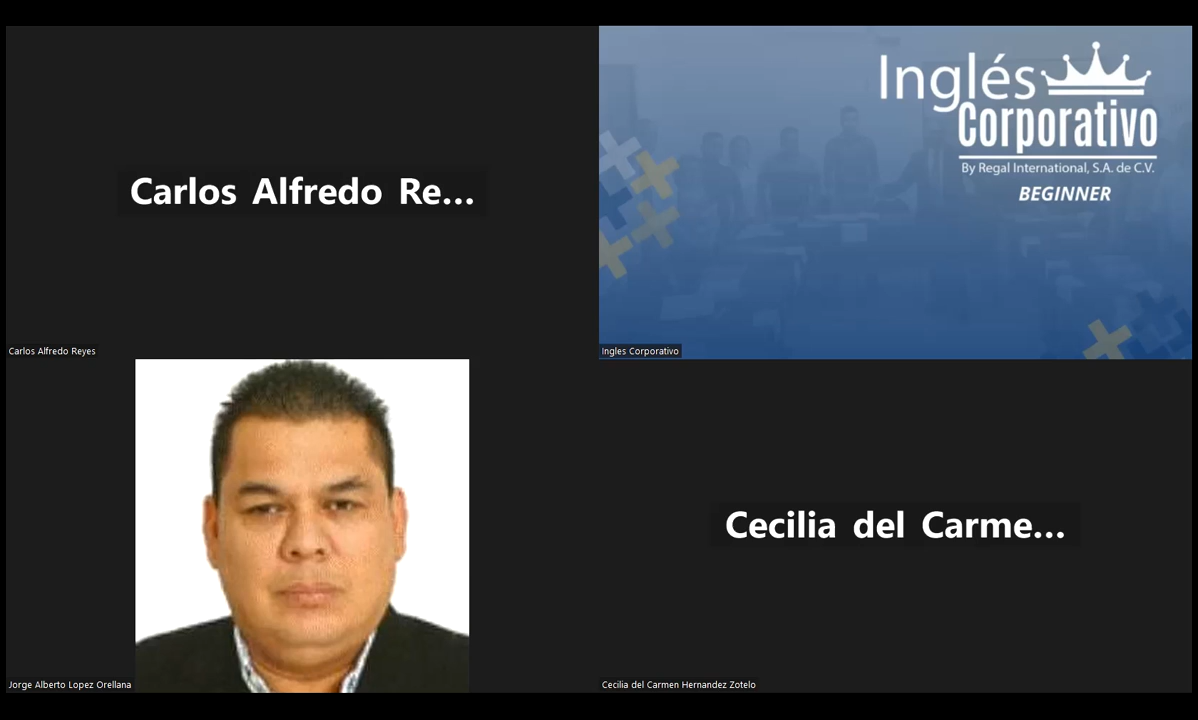 Carlos Alfredo Re...
Carlos Alfredo Reyes
Inglés
Corporativo
By Regal International, S.A. de C.V.
BEGINNER
Ingles Corporativo
Jorge Alberto Lopez Orellana
Cecilia del Carme...
Cecilia del Carmen Hernandez Zotelo